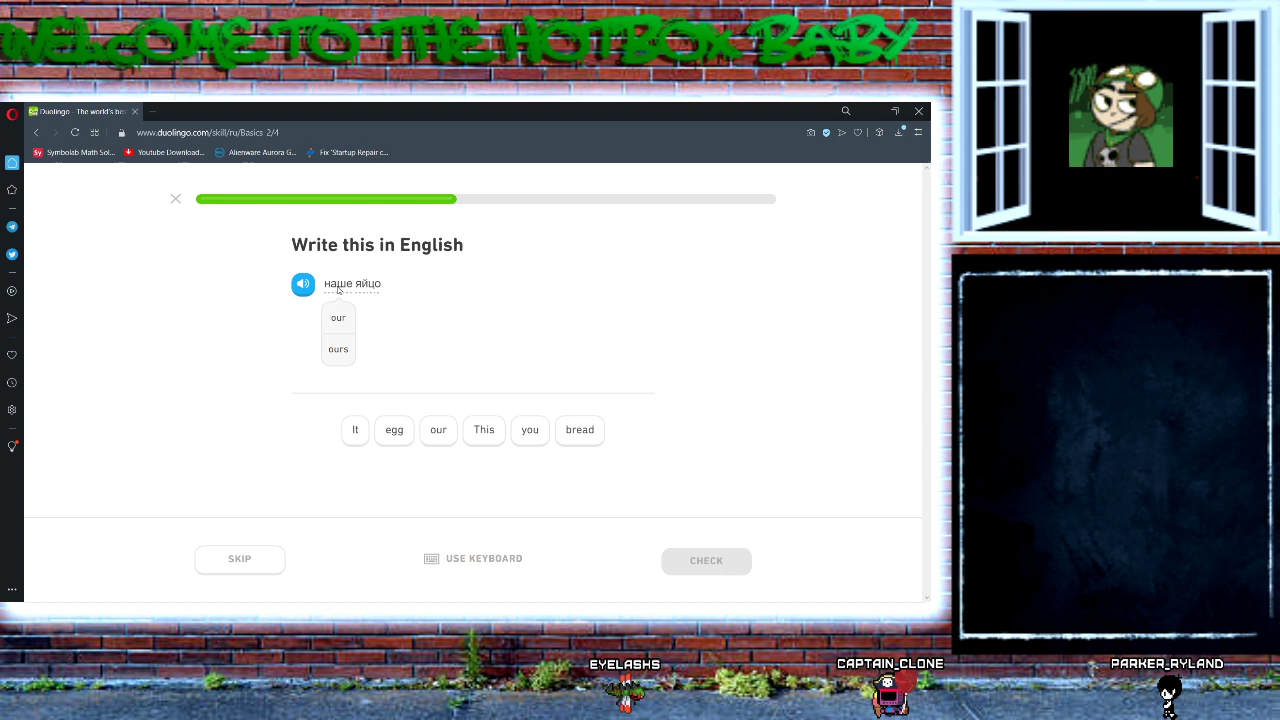 WELCOME TO THE HOTBOX BABY
Duolingo - The world's bes
www.duolingo.com/skill/ru/Basics-2/4
Sy Symbolab Math Sol... Youtube Download... Alienware Aurora G... Fix 'Startup Repair c...
Write this in English
наше яйцо
our
ours
It egg our This you bread
SKIP USE KEYBOARD CHECK
EYELASHS CAPTAIN_CLONE PARKER_RYLAND